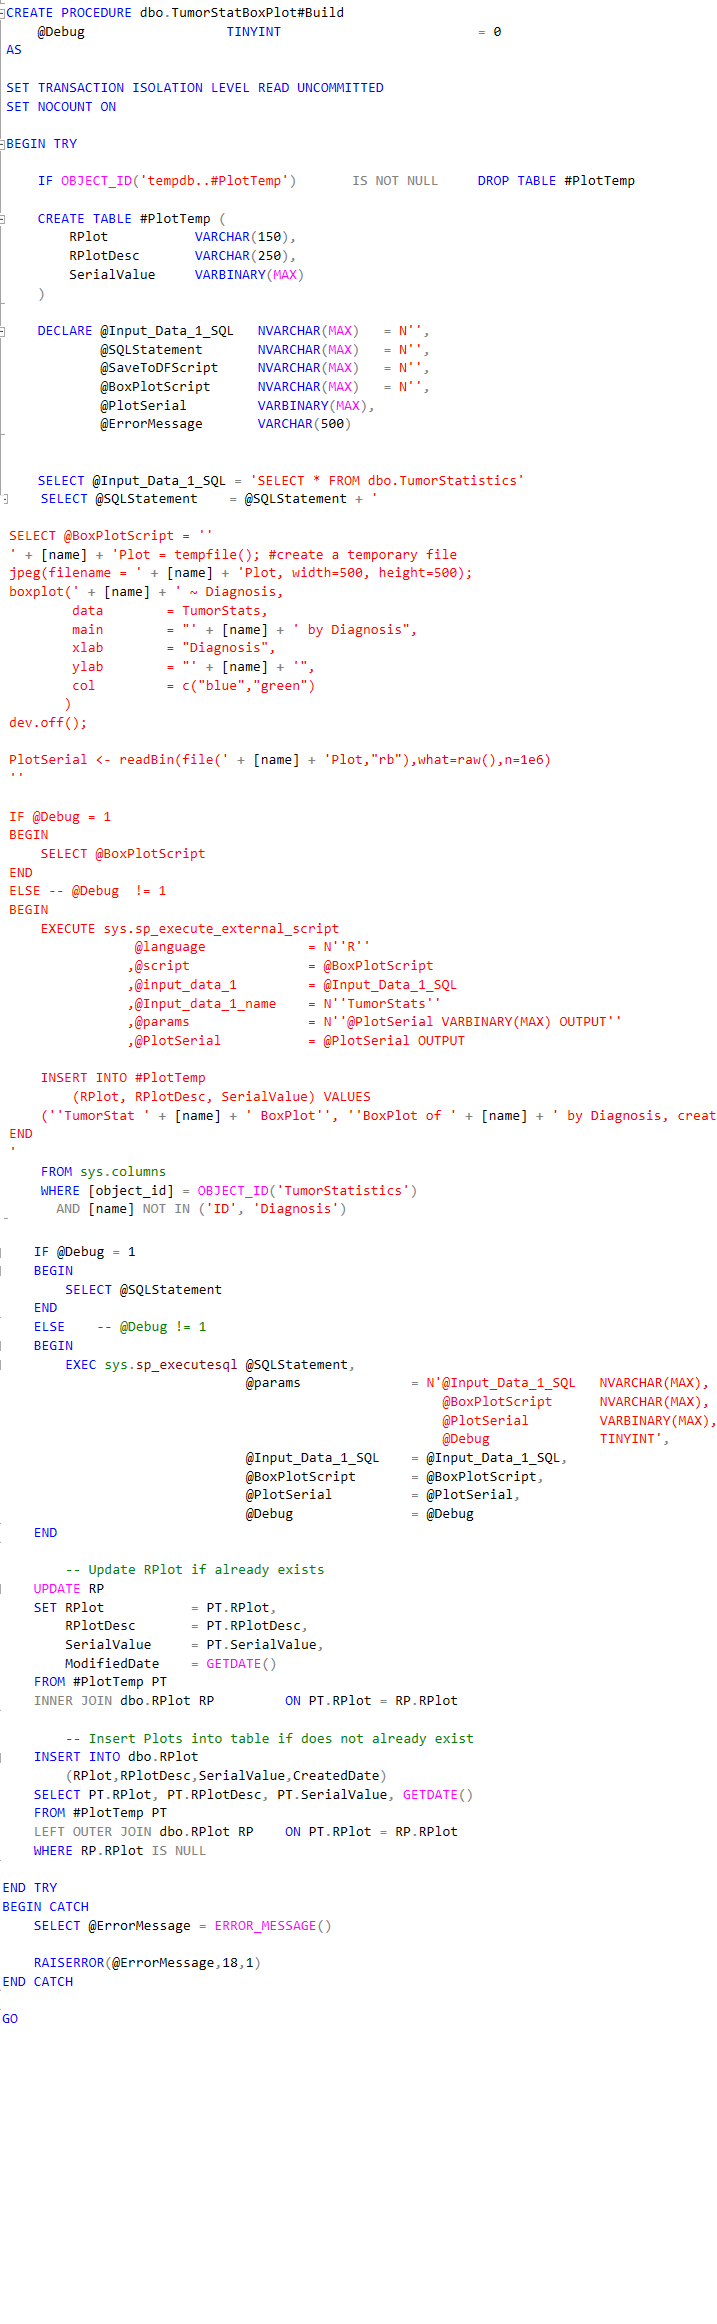 CREATE PROCEDURE dbo.TumorStatBoxPlot#Build
@Debug TINYINT = 0
AS
SET TRANSACTION ISOLATION LEVEL READ UNCOMMITTED
SET NOCOUNT ON
BEGIN TRY
IF OBJECT_ID('tempdb..#PlotTemp') IS NOT NULL DROP TABLE #PlotTemp
CREATE TABLE #PlotTemp (
RPlot VARCHAR(150),
RPlotDesc VARCHAR(250),
SerialValue VARBINARY(MAX)
)
DECLARE @Input_Data_1_SQL NVARCHAR(MAX) = N'',
@SQLStatement NVARCHAR(MAX) = N'',
@SaveToDFScript NVARCHAR(MAX) = N'',
@BoxPlotScript NVARCHAR(MAX) = N'',
@PlotSerial VARBINARY(MAX),
@ErrorMessage VARCHAR(500)
SELECT @Input_Data_1_SQL = 'SELECT * FROM dbo.TumorStatistics'
SELECT @SQLStatement = @SQLStatement + '
SELECT @BoxPlotScript = ''
' + [name] + 'Plot = tempfile(); #create a temporary file
jpeg(filename = ' + [name] + 'Plot, width=500, height=500);
boxplot(' + [name] + ' ~ Diagnosis,
data = TumorStats,
main = "' + [name] + ' by Diagnosis",
xlab = "Diagnosis",
ylab = "' + [name] + '",
col = c("blue","green")
)
dev.off();
PlotSerial <- readBin(file(' + [name] + 'Plot,"rb"),what=raw(),n=1e6)
''
IF @Debug = 1
BEGIN
SELECT @BoxPlotScript
END
ELSE -- @Debug != 1
BEGIN
EXECUTE sys.sp_execute_external_script
@language = N''R''
,@script = @BoxPlotScript
,@input_data_1 = @Input_Data_1_SQL
,@Input_data_1_name = N''TumorStats''
,@params = N''@PlotSerial VARBINARY(MAX) OUTPUT''
,@PlotSerial = @PlotSerial OUTPUT
INSERT INTO #PlotTemp
(RPlot, RPlotDesc, SerialValue) VALUES
(''TumorStat ' + [name] + ' BoxPlot'', ''BoxPlot of ' + [name] + ' by Diagnosis, creat
END
'
FROM sys.columns
WHERE [object_id] = OBJECT_ID('TumorStatistics')
AND [name] NOT IN ('ID', 'Diagnosis')
IF @Debug = 1
BEGIN
SELECT @SQLStatement
END
ELSE -- @Debug != 1
BEGIN
EXEC sys.sp_executesql @SQLStatement,
@params = N'@Input_Data_1_SQL NVARCHAR(MAX),
@BoxPlotScript NVARCHAR(MAX),
@PlotSerial VARBINARY(MAX),
@Debug TINYINT',
@Input_Data_1_SQL = @Input_Data_1_SQL,
@BoxPlotScript = @BoxPlotScript,
@PlotSerial = @PlotSerial,
@Debug = @Debug
END
-- Update RPlot if already exists
UPDATE RP
SET RPlot = PT.RPlot,
RPlotDesc = PT.RPlotDesc,
SerialValue = PT.SerialValue,
ModifiedDate = GETDATE()
FROM #PlotTemp PT
INNER JOIN dbo.RPlot RP ON PT.RPlot = RP.RPlot
-- Insert Plots into table if does not already exist
INSERT INTO dbo.RPlot
(RPlot,RPlotDesc,SerialValue,CreatedDate)
SELECT PT.RPlot, PT.RPlotDesc, PT.SerialValue, GETDATE()
FROM #PlotTemp PT
LEFT OUTER JOIN dbo.RPlot RP ON PT.RPlot = RP.RPlot
WHERE RP.RPlot IS NULL
END TRY
BEGIN CATCH
SELECT @ErrorMessage = ERROR_MESSAGE()
RAISERROR(@ErrorMessage,18,1)
END CATCH
GO